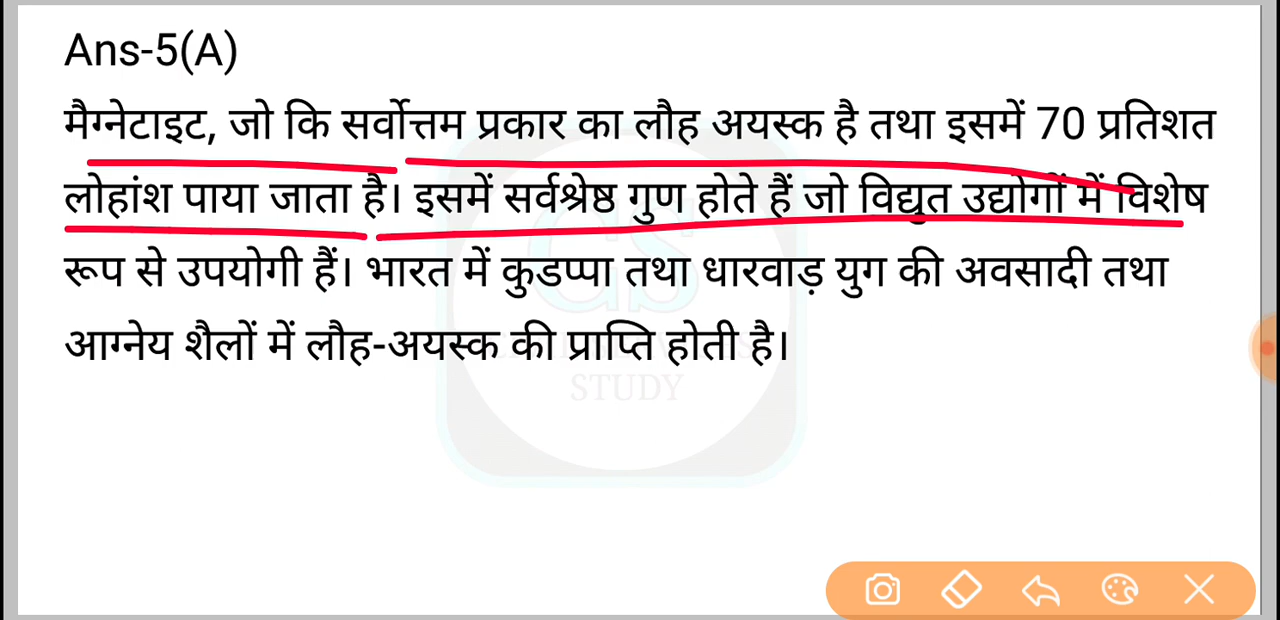 Ans-5(A)
मैग्नेटाइट, जो कि सर्वोत्तम प्रकार का लौह अयस्क है तथा इसमें 70 प्रतिशत
लोहांश पाया जाता है। इसमें सर्वश्रेष्ठ गुण होते हैं जो विद्युत उद्योगों में विशेष
रूप से उपयोगी हैं। भारत में कुडप्पा तथा धारवाड़ युग की अवसादी तथा
आग्नेय शैलों में लौह-अयस्क की प्राप्ति होती है।
STUDY